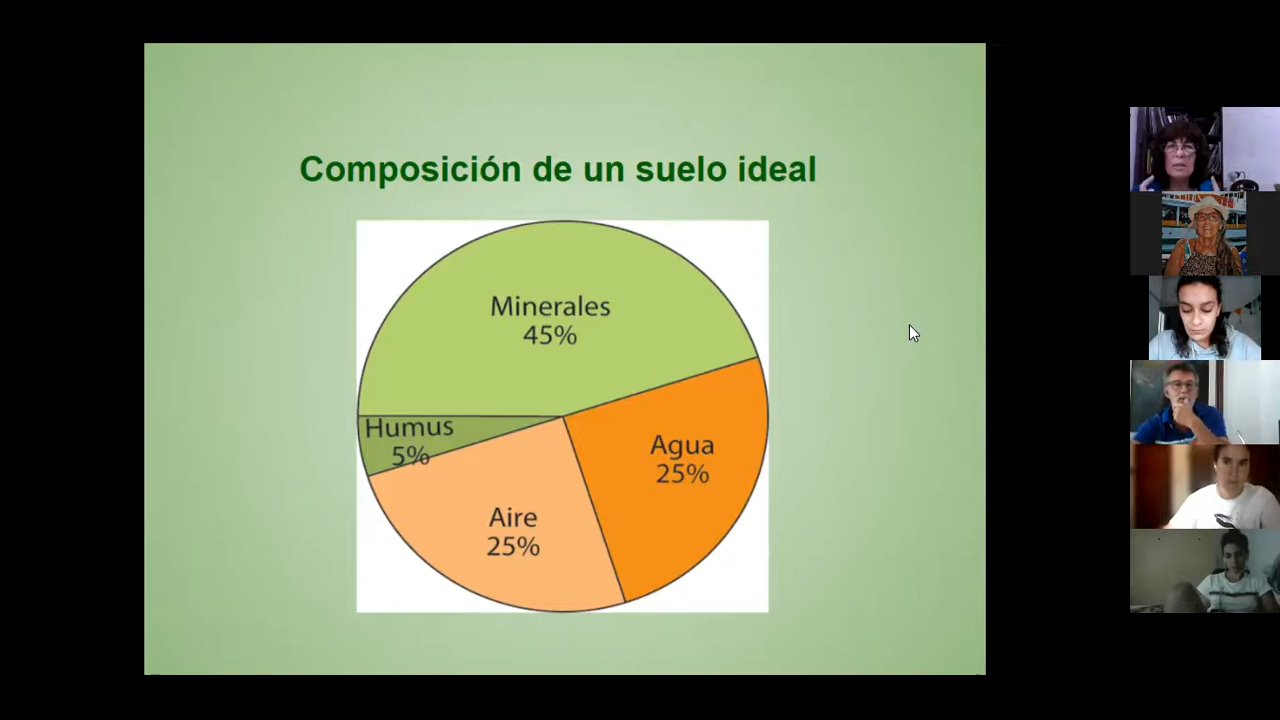 Composición de un suelo ideal
Minerales
45%
Humus
5%
Agua
25%
Aire
25%